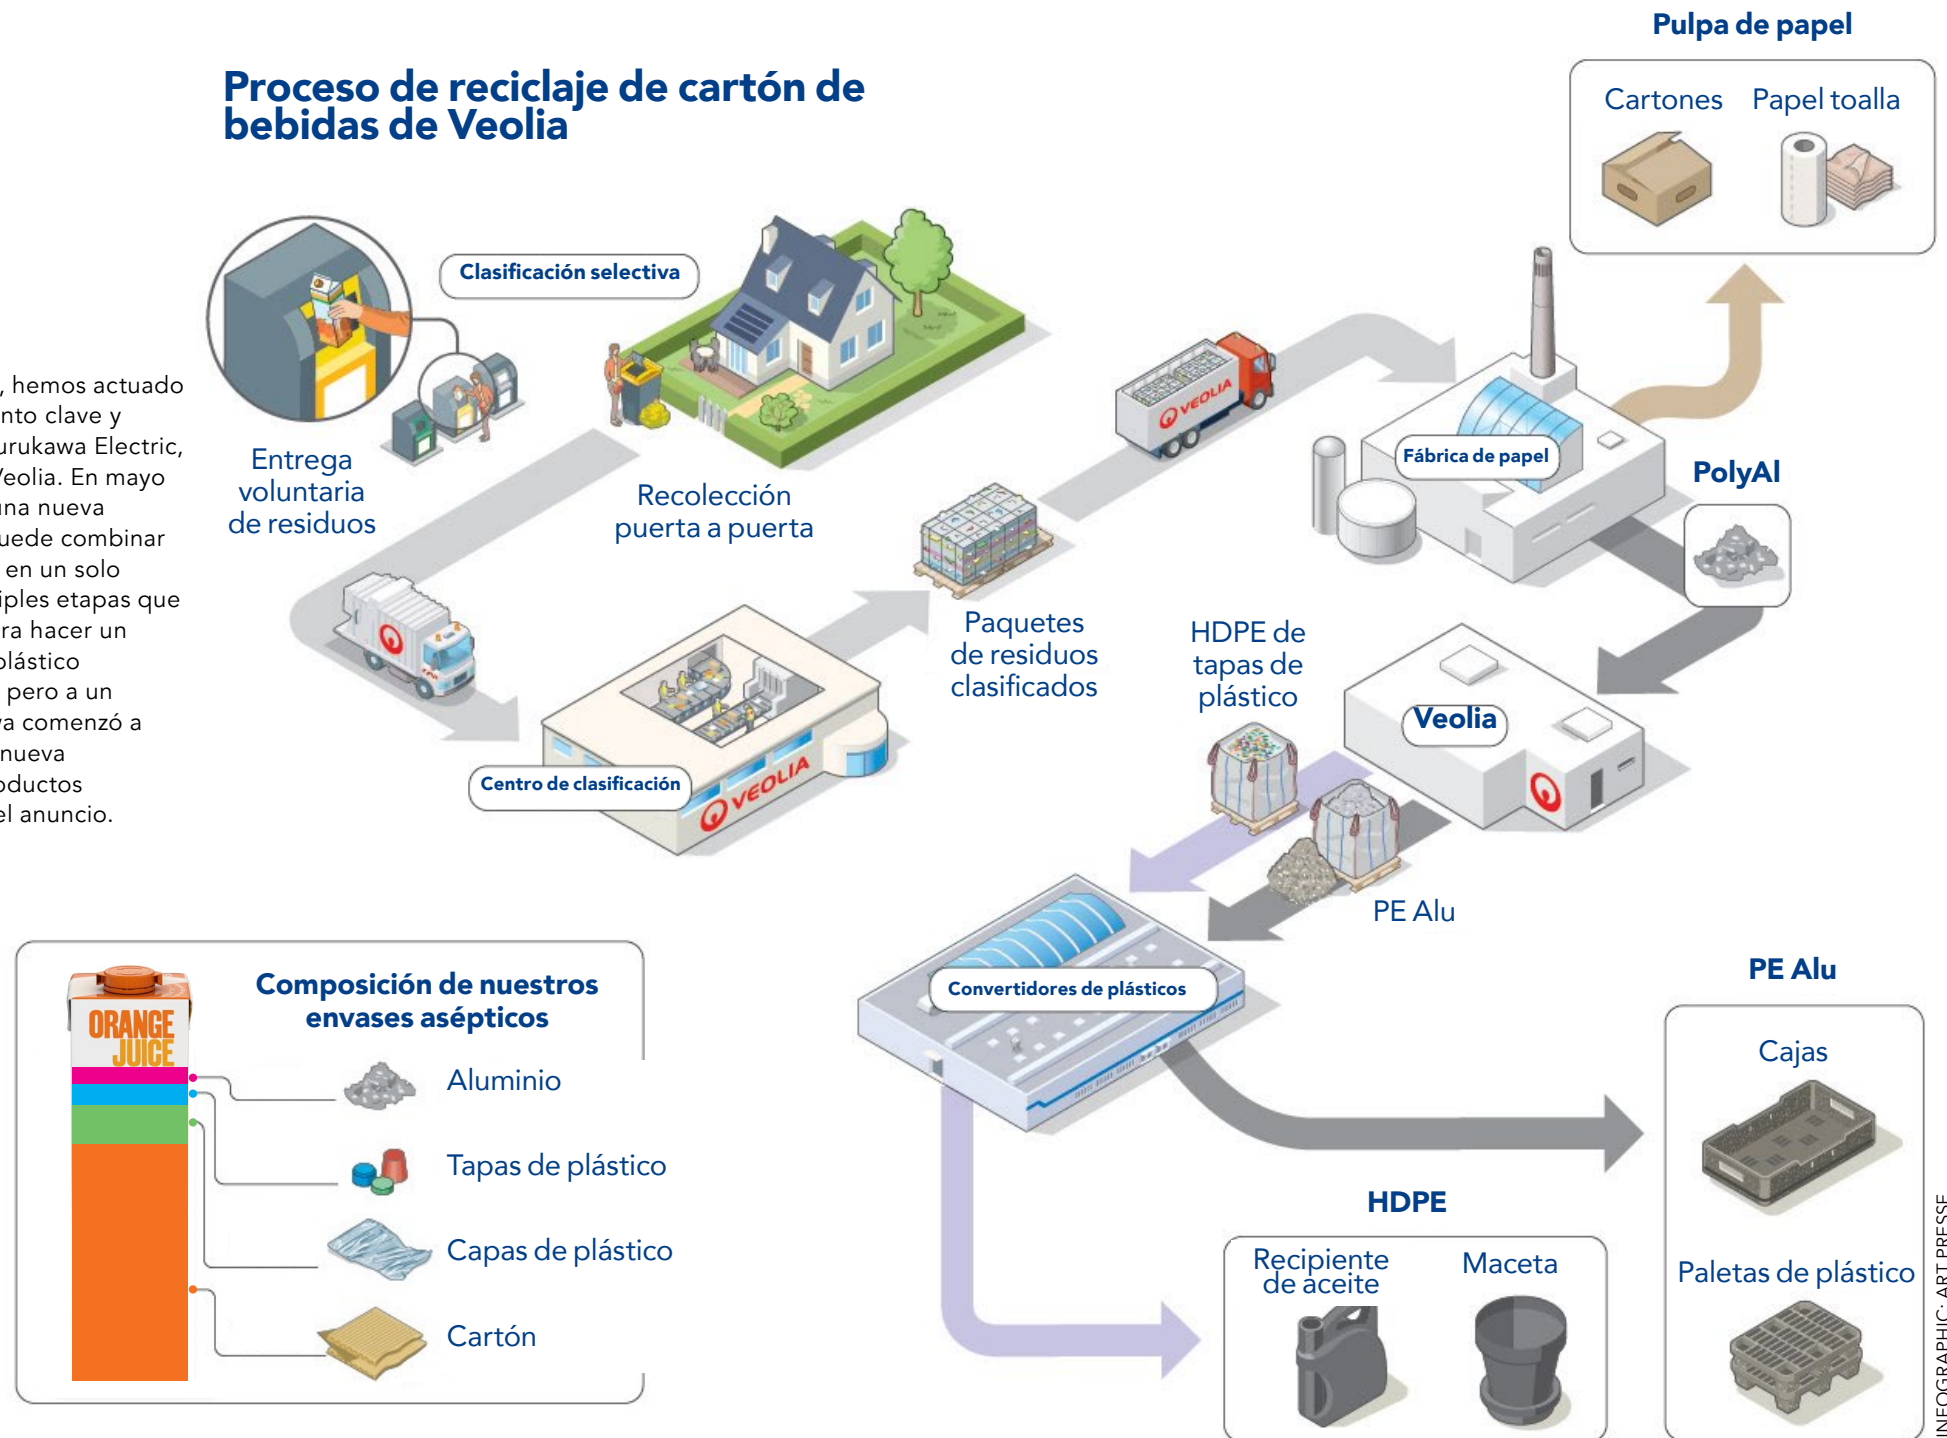 Proceso de reciclaje de cartón de
bebidas de Veolia
, hemos actuado
nto clave y
urukawa Electric,
Veolia. En mayo
una nueva
uede combinar
en un solo
iples etapas que
ra hacer un
plástico
pero a un
va comenzó a
nueva
oductos
el anuncio.
Clasificación selectiva
Entrega
voluntaria
de residuos
Recolección
puerta a puerta
Centro de clasificación
VEOLIA
Paquetes
de residuos
clasificados
VEOLIA
Fábrica de papel
Pulpa de papel
Cartones
Papel toalla
PolyAl
Veolia
HDPE de
tapas de
plástico
PE Alu
Convertidores de plásticos
HDPE
Recipiente
de aceite
Maceta
PE Alu
Cajas
Paletas de plástico
Composición de nuestros
envases asépticos
ORANGE
JUICE
Aluminio
Tapas de plástico
Capas de plástico
Cartón
INFOGRAPHIC: ART PRESSE